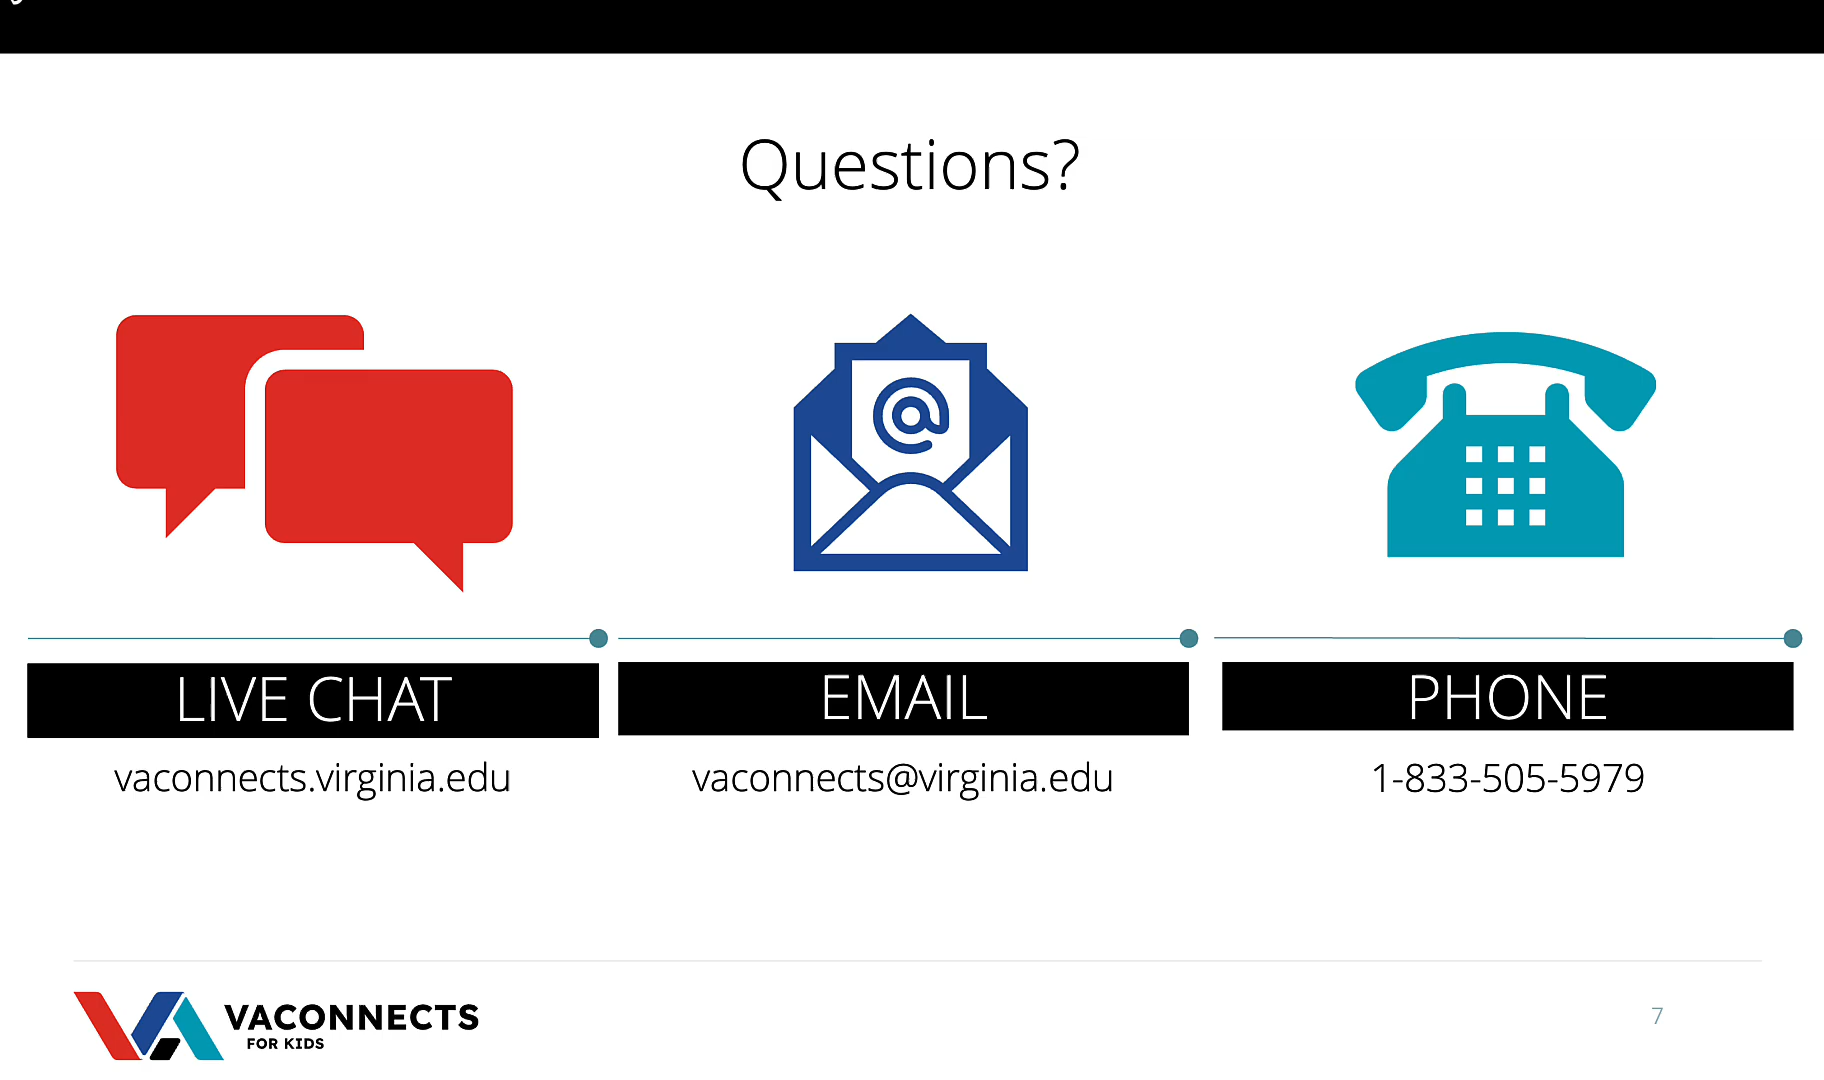 Questions?
LIVE CHAT
EMAIL
PHONE
vaconnects.virginia.edu
vaconnects@virginia.edu
1-833-505-5979
VACONNECTS
FOR KIDS
7